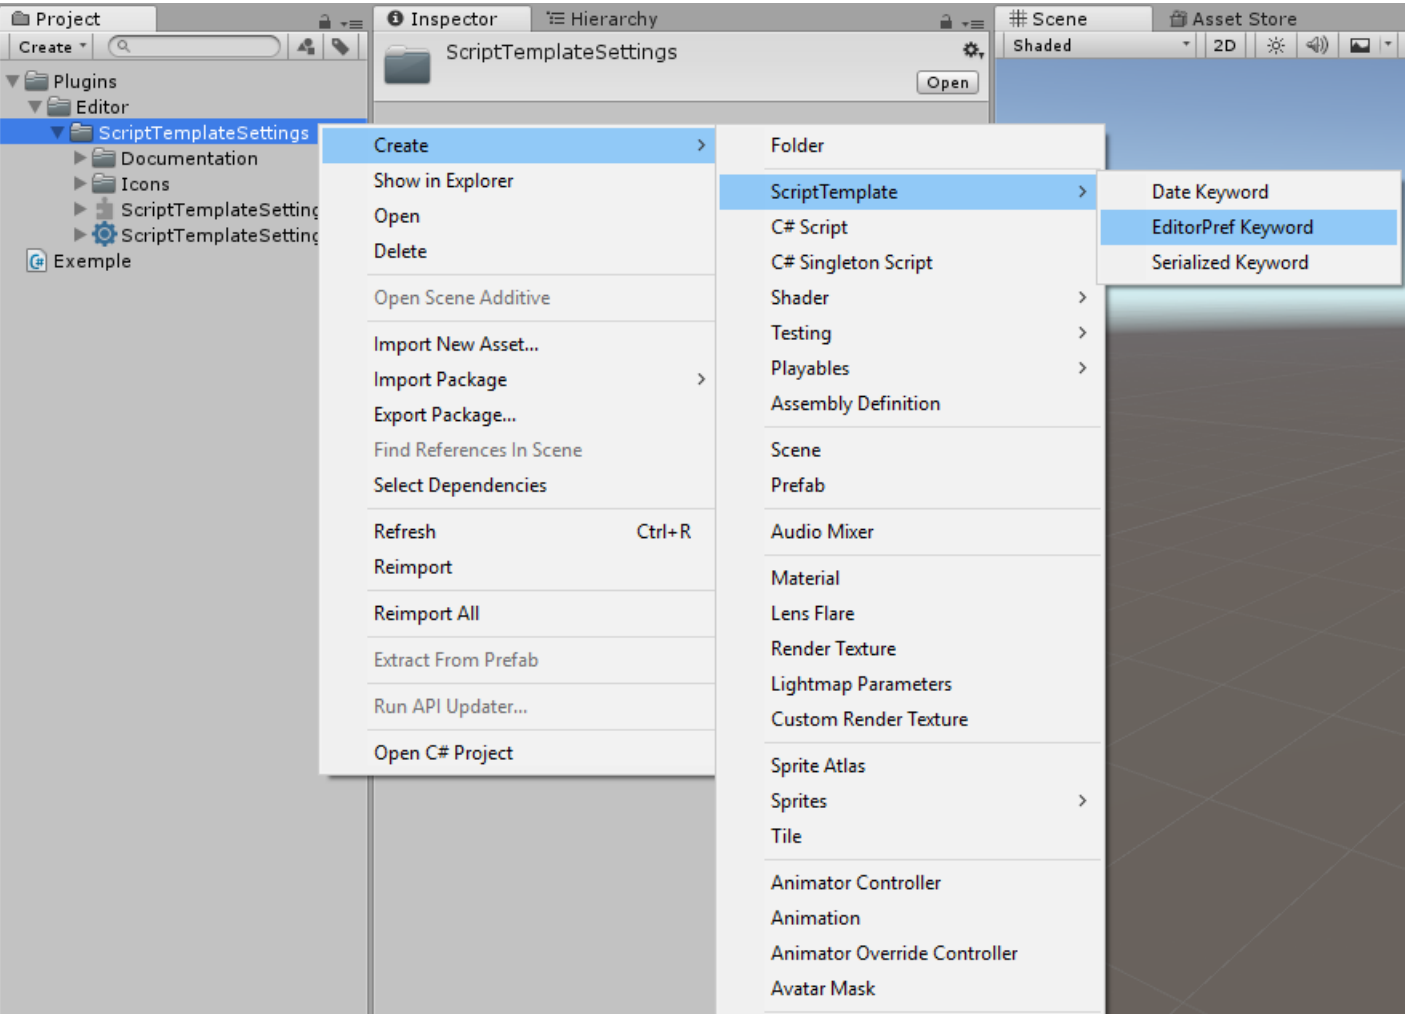 Project
Inspector
Hierarchy
Scene
Asset Store
Create
ScriptTemplateSettings
Shaded
2D
Open
Plugins
Editor
ScriptTemplateSettings
Documentation
Icons
ScriptTemplateSetting
ScriptTemplateSetting
Exemple
Create
Show in Explorer
Open
Delete
Open Scene Additive
Import New Asset...
Import Package
Export Package...
Find References In Scene
Select Dependencies
Refresh Ctrl+R
Reimport
Reimport All
Extract From Prefab
Run API Updater...
Open C# Project
Folder
ScriptTemplate
C# Script
C# Singleton Script
Shader
Testing
Playables
Assembly Definition
Scene
Prefab
Audio Mixer
Material
Lens Flare
Render Texture
Lightmap Parameters
Custom Render Texture
Sprite Atlas
Sprites
Tile
Animator Controller
Animation
Animator Override Controller
Avatar Mask
Date Keyword
EditorPref Keyword
Serialized Keyword